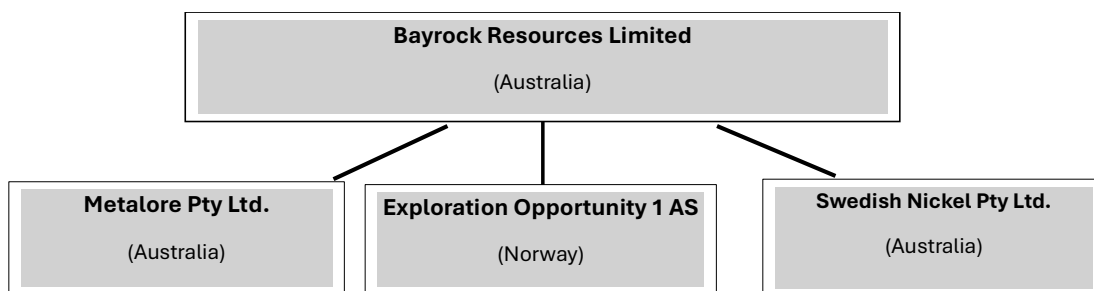 Bayrock Resources Limited
(Australia)
Metalore Pty Ltd.
(Australia)
Exploration Opportunity 1 AS
(Norway)
Swedish Nickel Pty Ltd.
(Australia)